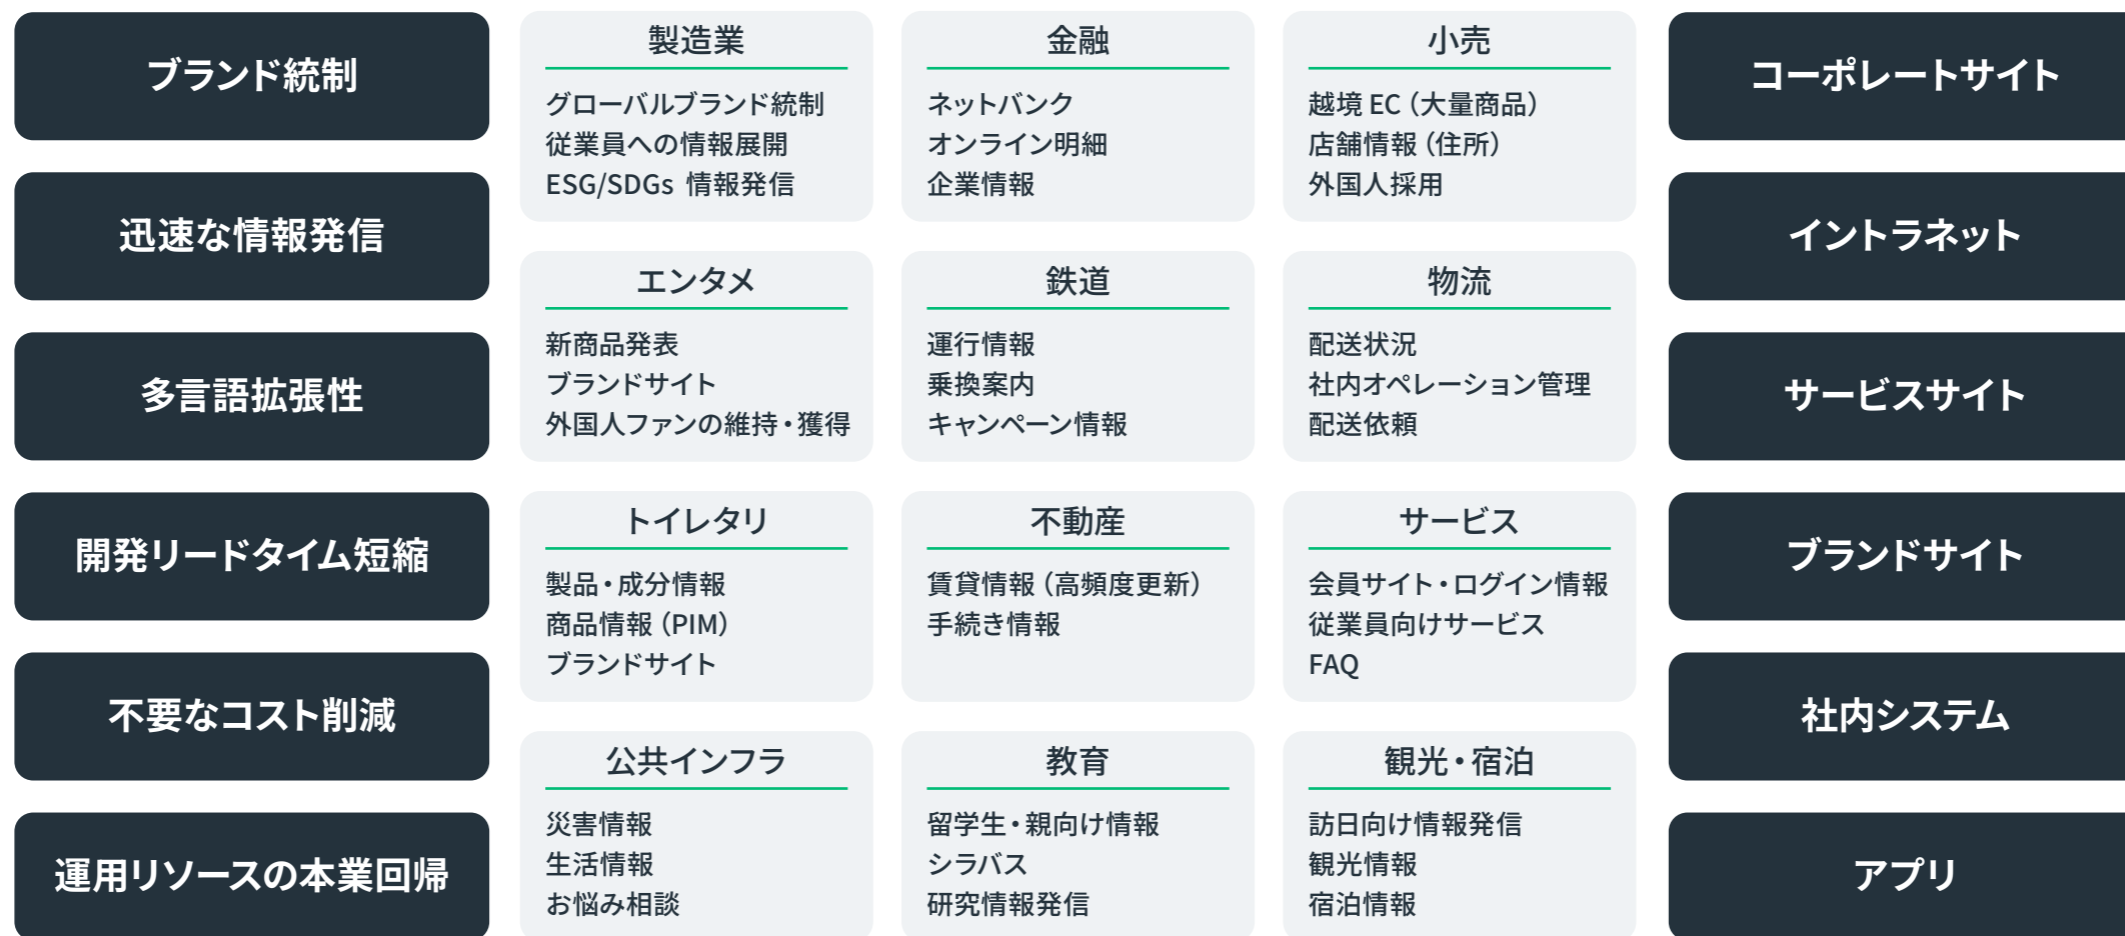 ブランド統制
迅速な情報発信
多言語拡張性
開発リードタイム短縮
不要なコスト削減
運用リソースの本業回帰
製造業
グローバルブランド統制
従業員への情報展開
ESG/SDGs 情報発信
金融
ネットバンク
オンライン明細
企業情報
小売
越境 EC（大量商品）
店舗情報（住所）
外国人採用
エンタメ
新商品発表
ブランドサイト
外国人ファンの維持・獲得
鉄道
運行情報
乗換案内
キャンペーン情報
物流
配送状況
社内オペレーション管理
配送依頼
トイレタリ
製品・成分情報
商品情報（PIM）
ブランドサイト
不動産
賃貸情報（高頻度更新）
手続き情報
サービス
会員サイト・ログイン情報
従業員向けサービス
FAQ
公共インフラ
災害情報
生活情報
お悩み相談
教育
留学生・親向け情報
シラバス
研究情報発信
観光・宿泊
訪日向け情報発信
観光情報
宿泊情報
コーポレートサイト
イントラネット
サービスサイト
ブランドサイト
社内システム
アプリ